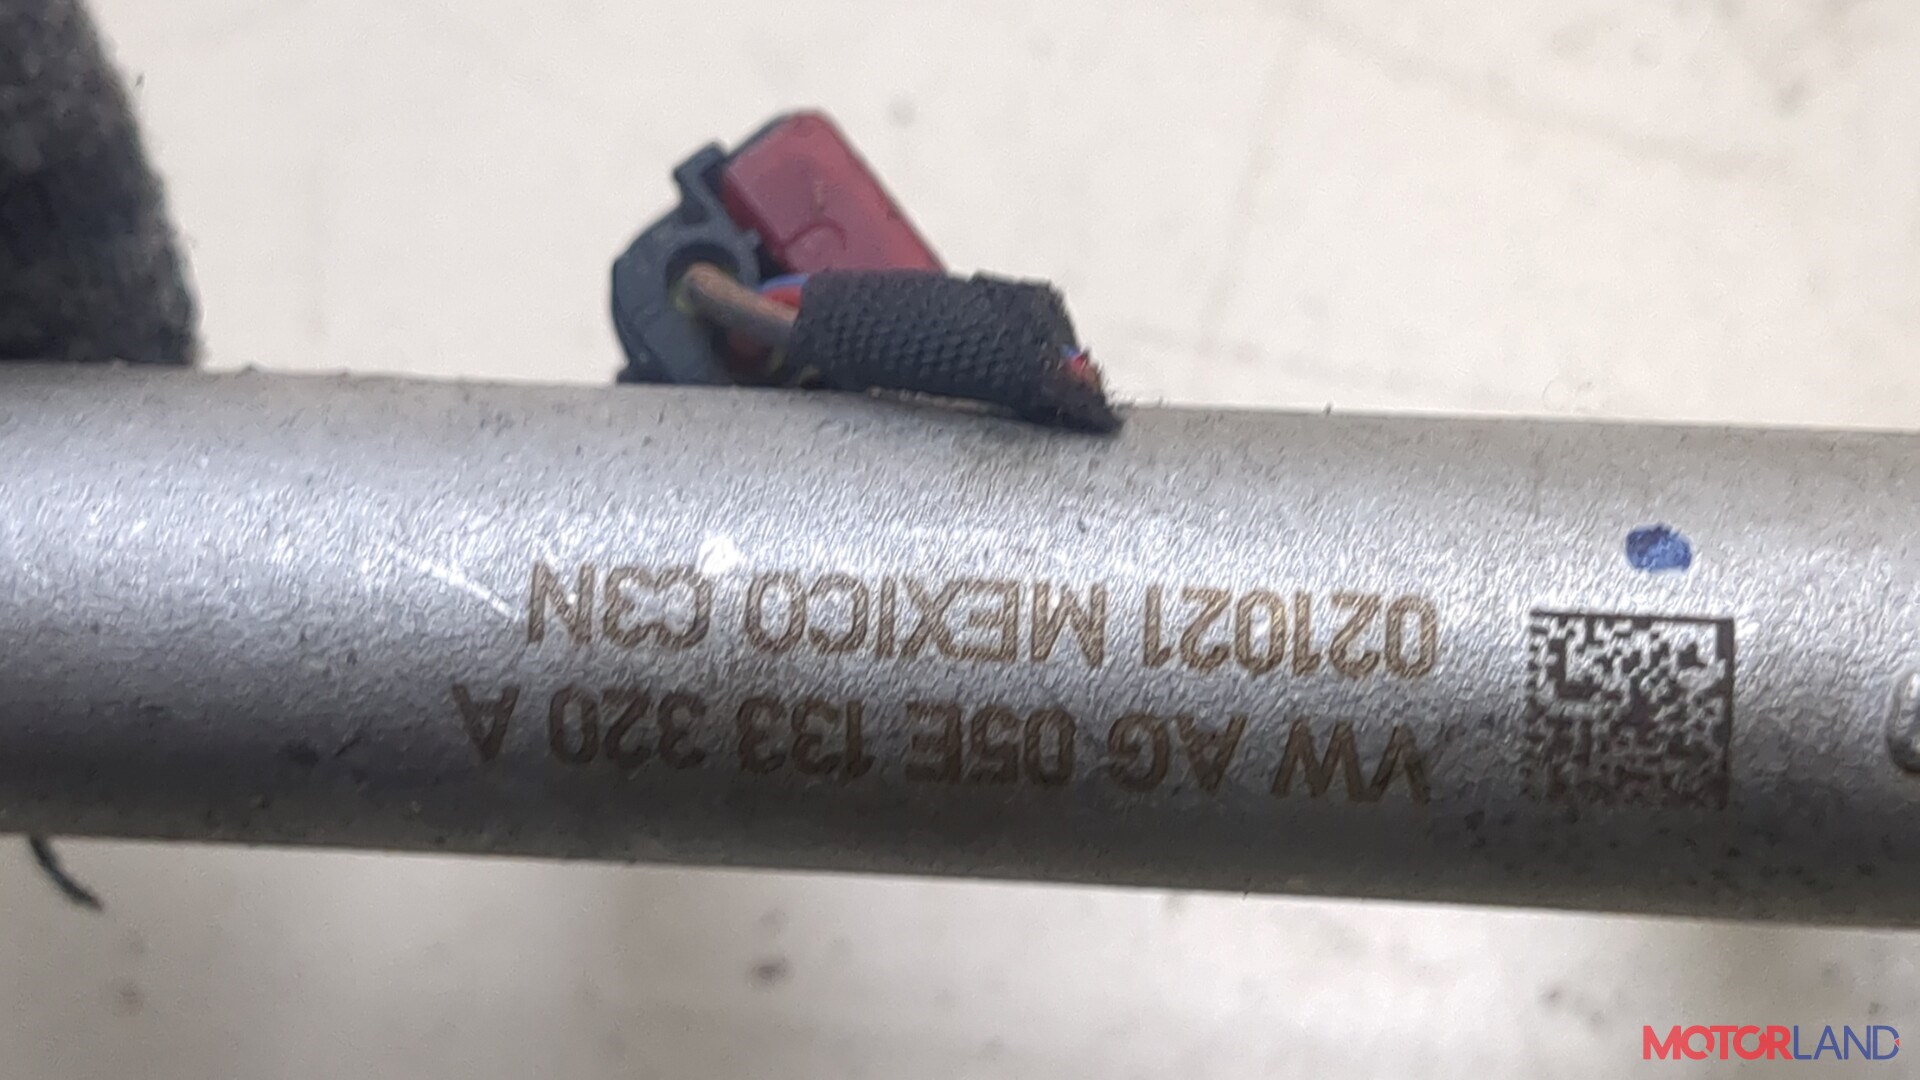 VW AG 05E 133 320 A
021021 MEXICO C3N
MOTORLAND